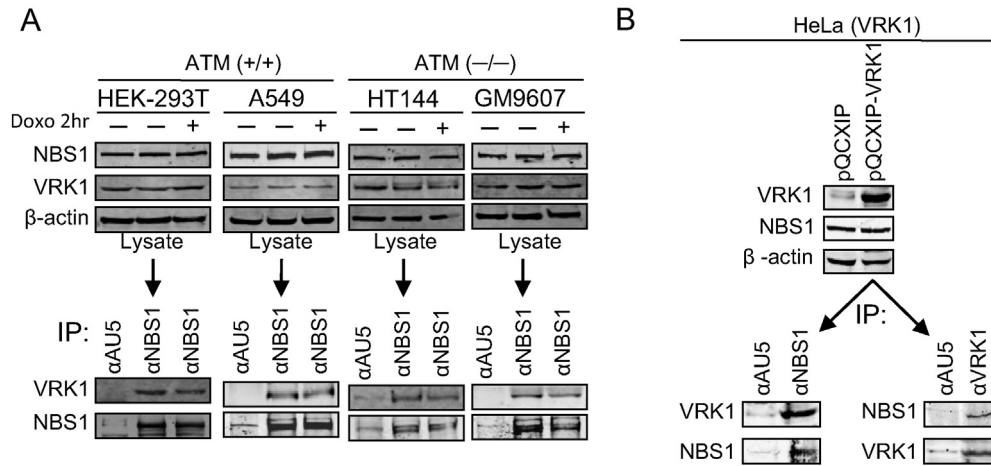 A
ATM (+/+) ATM (–/–)
HEK-293T A549 HT144 GM9607
Doxo 2hr – – + – – + – – + – – +
NBS1
VRK1
β-actin
Lysate Lysate Lysate Lysate
IP: αAU5 αNBS1 αNBS1 αAU5 αNBS1 αNBS1 αAU5 αNBS1 αNBS1 αAU5 αNBS1 αNBS1
VRK1
NBS1
B
HeLa (VRK1)
pQCXIP pQCXIP-VRK1
VRK1
NBS1
β -actin
IP:
αAU5 αNBS1 αAU5 αVRK1
VRK1 NBS1
NBS1 VRK1